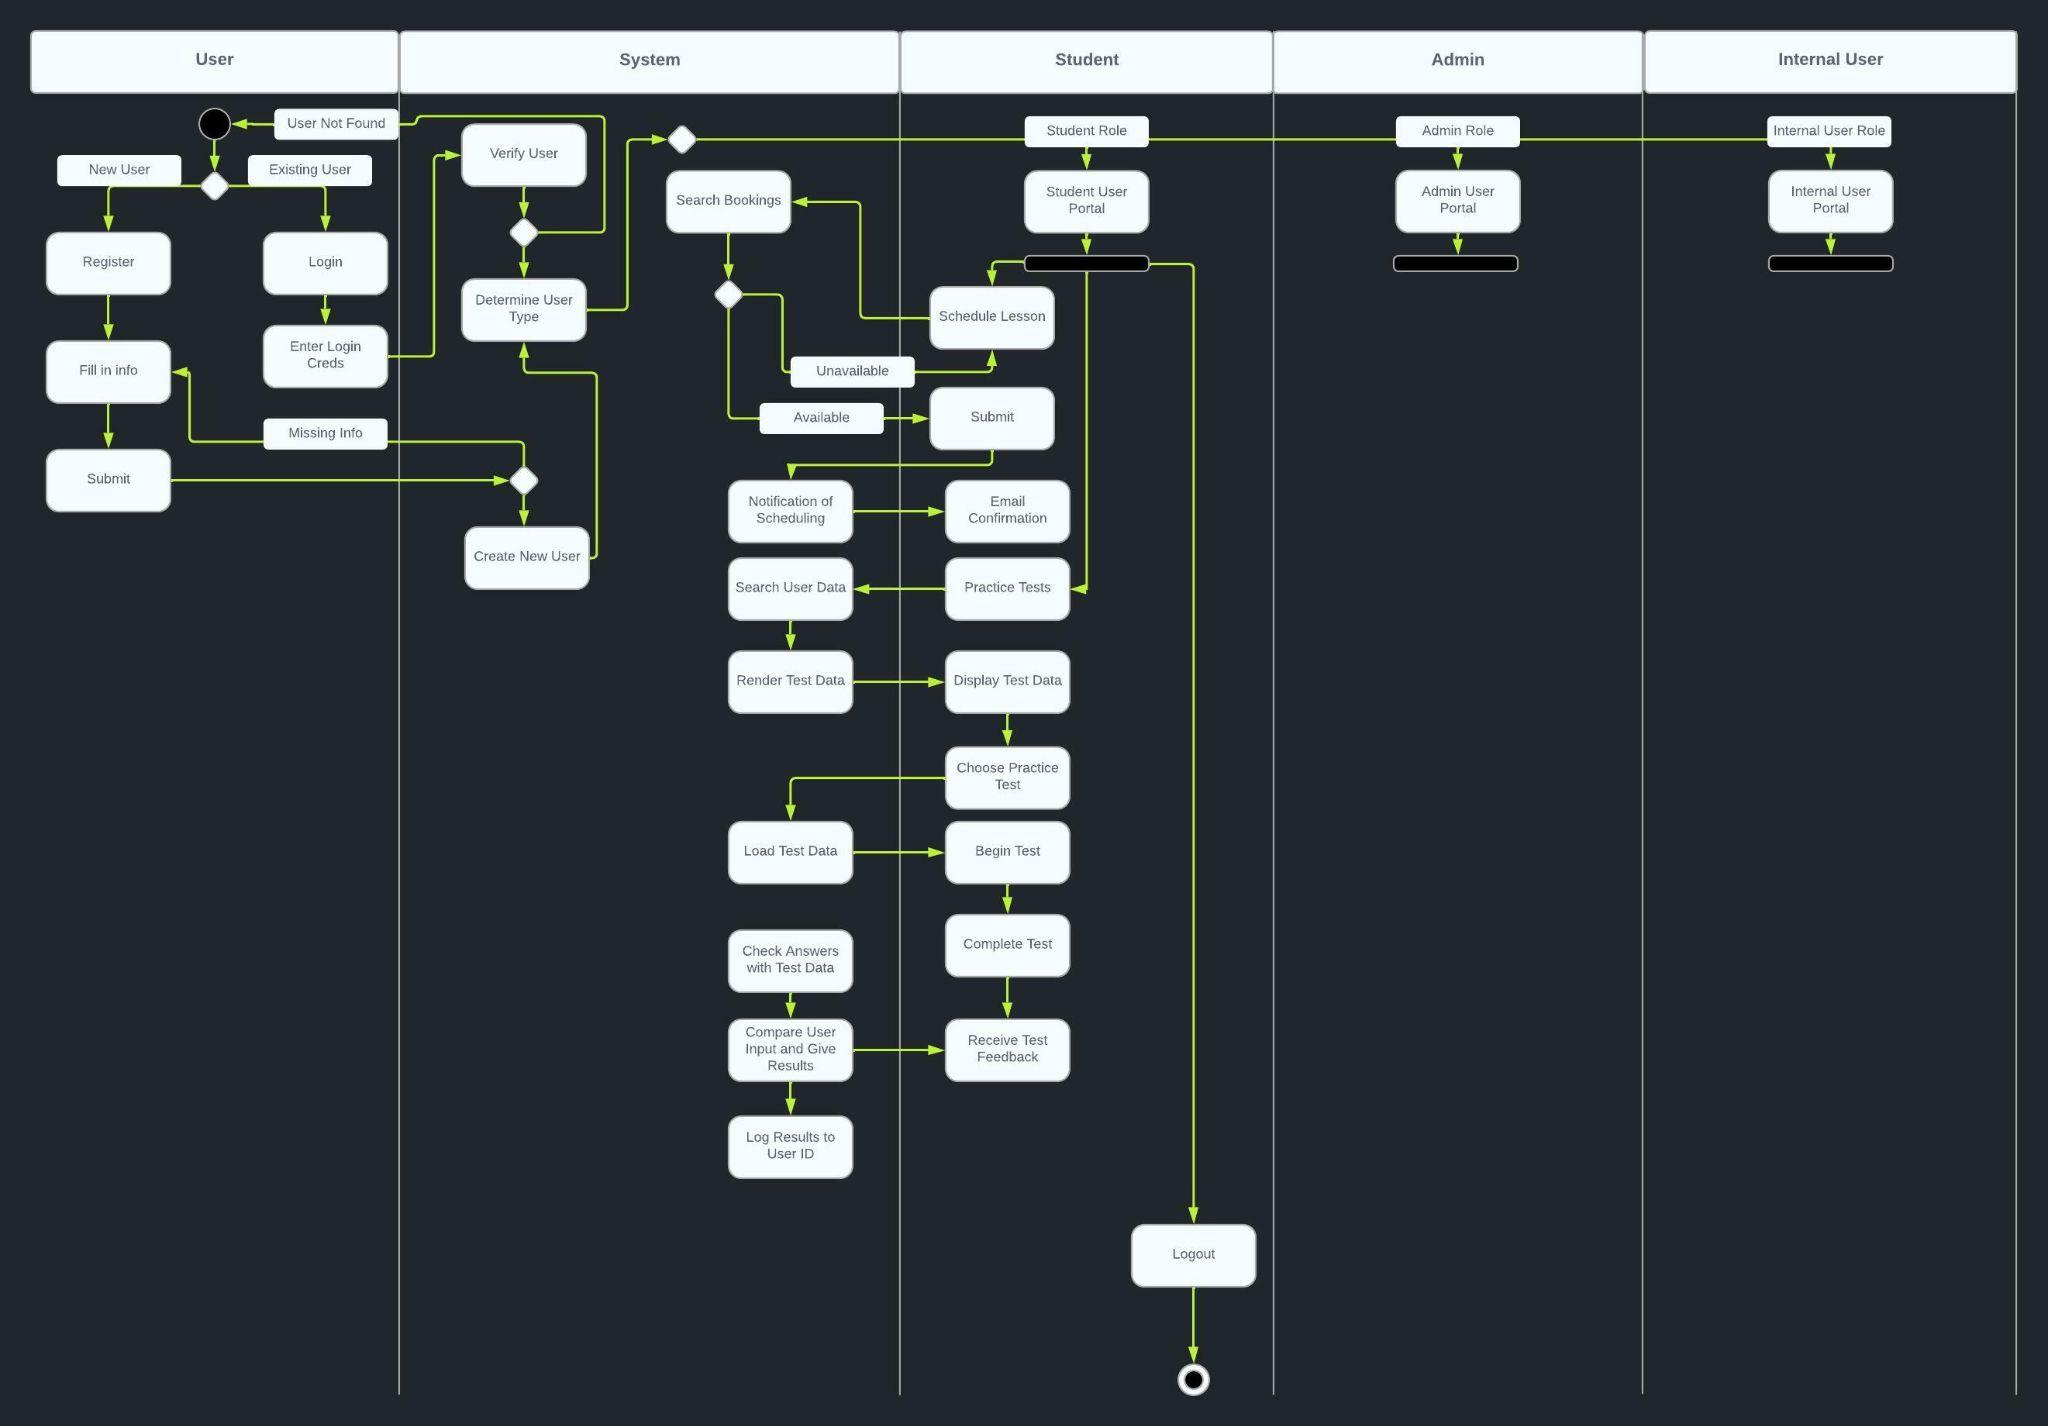 User
System
Student
Admin
Internal User
User Not Found
New User
Existing User
Register
Login
Fill in info
Enter Login
Creds
Missing Info
Submit
Verify User
Determine User
Type
Create New User
Search Bookings
Unavailable
Available
Notification of
Scheduling
Search User Data
Render Test Data
Load Test Data
Check Answers
with Test Data
Compare User
Input and Give
Results
Log Results to
User ID
Student Role
Student User
Portal
Schedule Lesson
Submit
Email
Confirmation
Practice Tests
Display Test Data
Choose Practice
Test
Begin Test
Complete Test
Receive Test
Feedback
Logout
Admin Role
Admin User
Portal
Internal User Role
Internal User
Portal